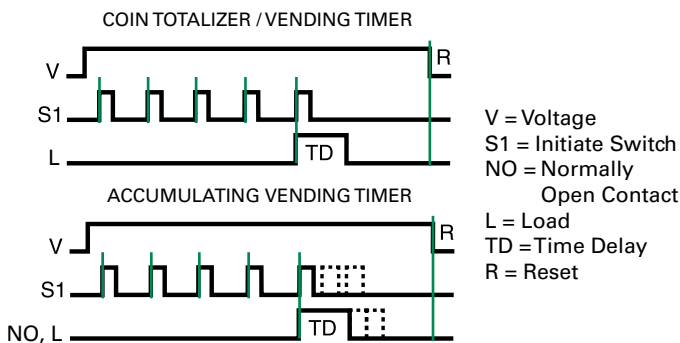 COIN TOTALIZER / VENDING TIMER
V
R
S1
L
TD
ACCUMULATING VENDING TIMER
V
R
S1
NO, L
TD
V = Voltage
S1 = Initiate Switch
NO = Normally
Open Contact
L = Load
TD =Time Delay
R = Reset